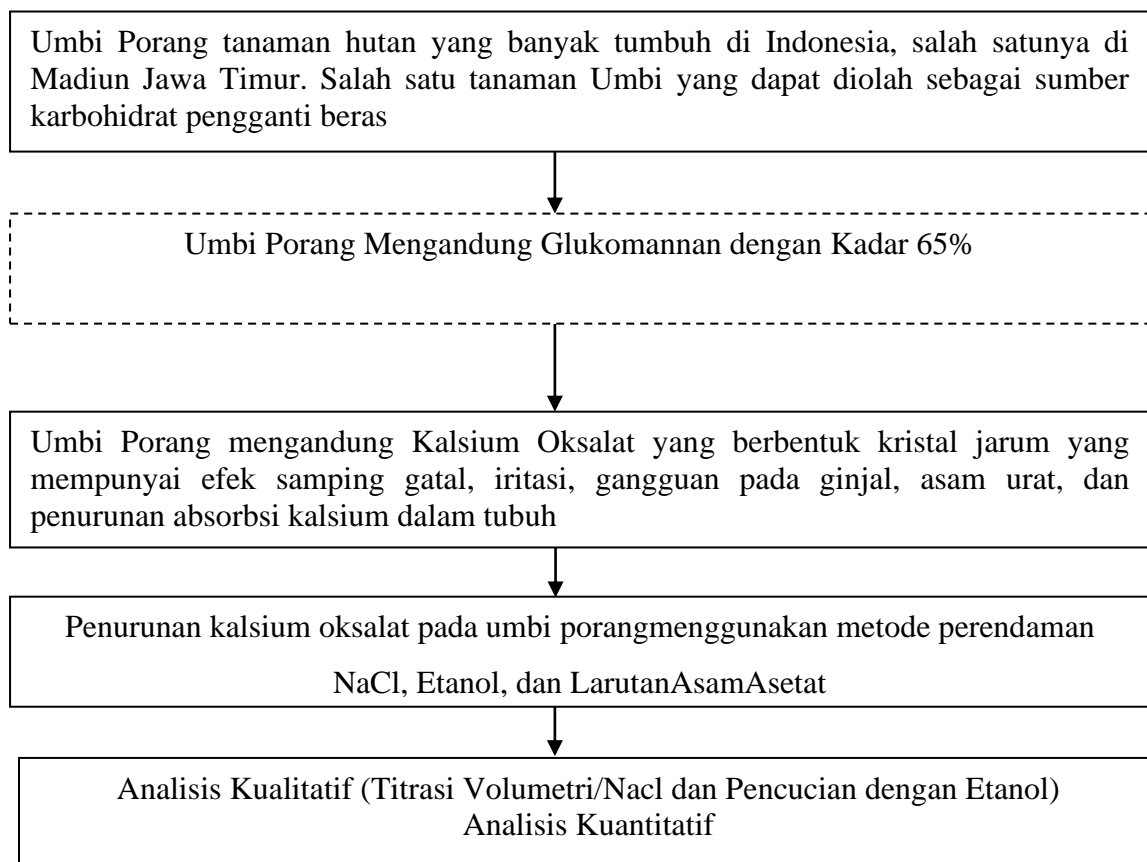 Umbi Porang tanaman hutan yang banyak tumbuh di Indonesia, salah satunya di
Madiun Jawa Timur. Salah satu tanaman Umbi yang dapat diolah sebagai sumber
karbohidrat pengganti beras
Umbi Porang Mengandung Glukomannan dengan Kadar 65%
Umbi Porang mengandung Kalsium Oksalat yang berbentuk kristal jarum yang
mempunyai efek samping gatal, iritasi, gangguan pada ginjal, asam urat, dan
penurunan absorbsi kalsium dalam tubuh
Penurunan kalsium oksalat pada umbi porangmenggunakan metode perendaman
NaCl, Etanol, dan LarutanAsamAsetat
Analisis Kualitatif (Titrasi Volumetri/Nacl dan Pencucian dengan Etanol)
Analisis Kuantitatif